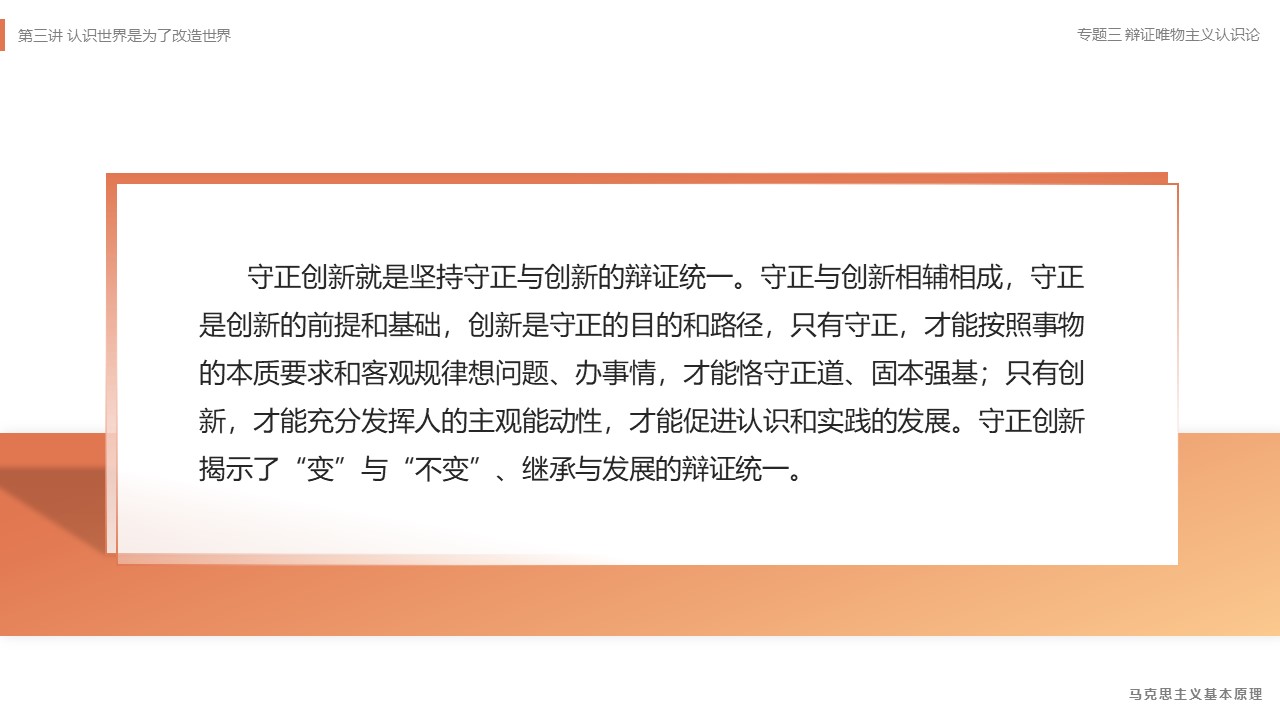 第三讲 认识世界是为了改造世界
专题三 辩证唯物主义认识论
守正创新就是坚持守正与创新的辩证统一。守正与创新相辅相成，守正
是创新的前提和基础，创新是守正的目的和路径，只有守正，才能按照事物
的本质要求和客观规律想问题、办事情，才能恪守正道、固本强基；只有创
新，才能充分发挥人的主观能动性，才能促进认识和实践的发展。守正创新
揭示了“变”与“不变”、继承与发展的辩证统一。
马克思主义基本原理